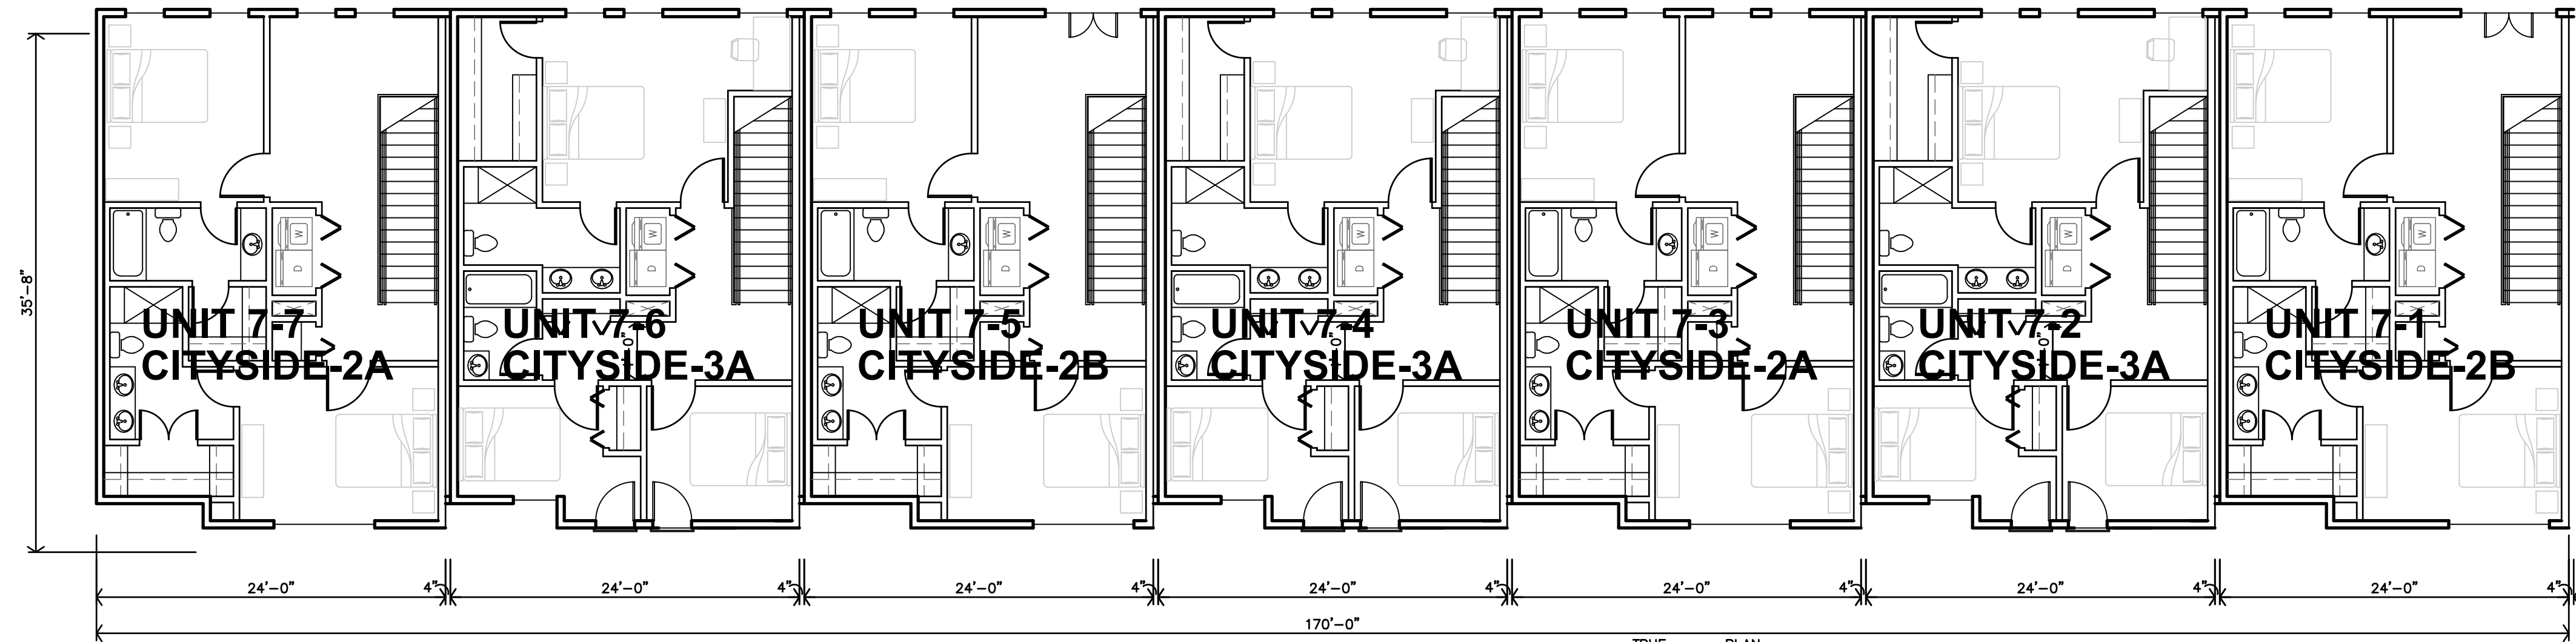 35'-8"
W
D
W
D
W
D
W
D
W
D
W
D
W
D
UNIT 7-7
CITYSIDE-2A
UNIT 7-6
CITYSIDE-3A
UNIT 7-5
CITYSIDE-2B
UNIT 7-4
CITYSIDE-3A
UNIT 7-3
CITYSIDE-2A
UNIT 7-2
CITYSIDE-3A
UNIT 7-1
CITYSIDE-2B
24'-0" 4" 24'-0" 4" 24'-0" 4" 24'-0" 4" 24'-0" 4" 24'-0" 4" 24'-0" 4"
170'-0"
TRUE PLAN